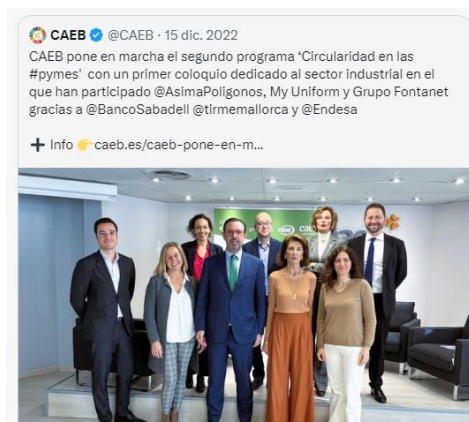 CAEB @CAEB · 15 dic. 2022
CAEB pone en marcha el segundo programa ‘Circularidad en las
#pymes' con un primer coloquio dedicado al sector industrial en el
que han participado @AsimaPoligonos, My Uniform y Grupo Fontanet
gracias a @BancoSabadell @tirmemallorca y @Endesa
➕ Info 👉caeb.es/caeb-pone-en-m...
tirme caeb